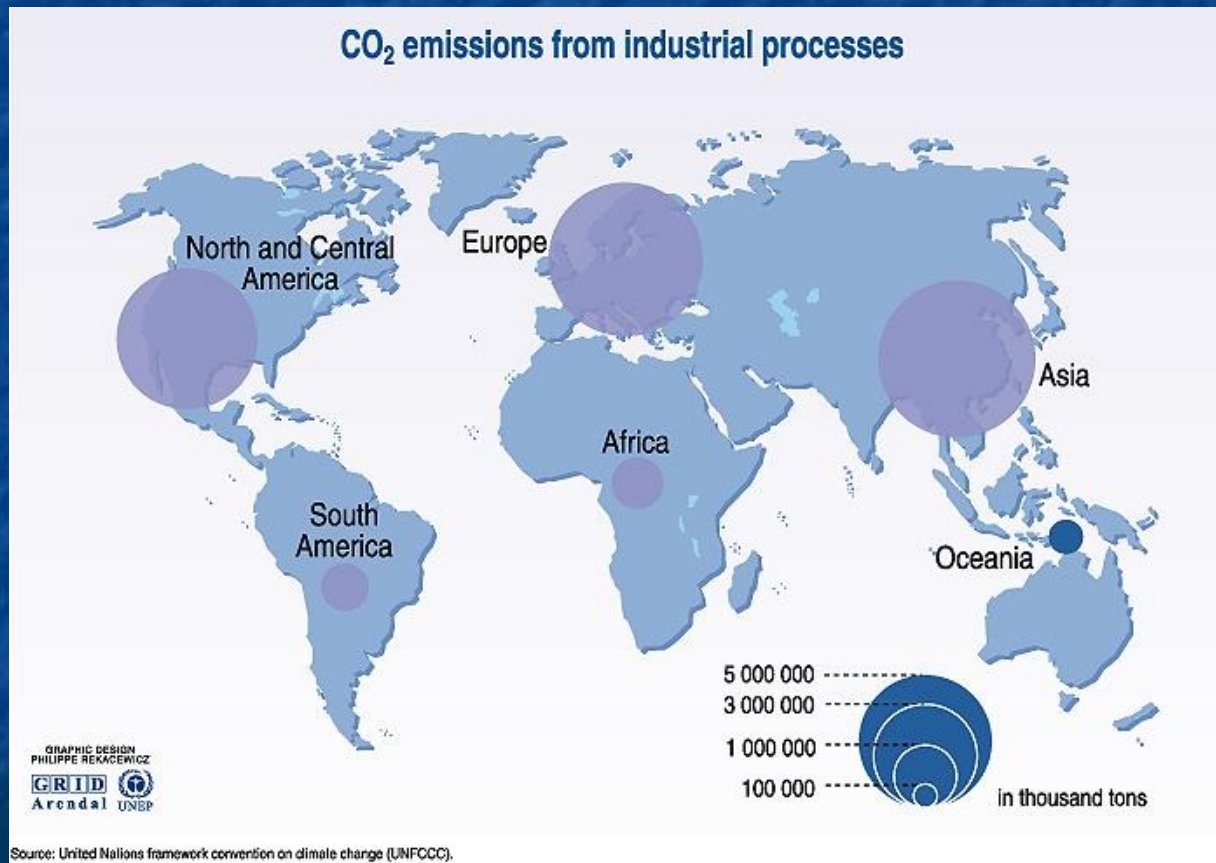 CO₂ emissions from industrial processes
North and Central
America
Europe
Asia
Africa
South
America
Oceania
5 000 000
3 000 000
1 000 000
100 000
in thousand tons
GRAPHIC DESIGN
PHILIPPE REKACEWICZ
GRID
Arendal
UNEP
Source: United Nations framework convention on climate change (UNFCCC).